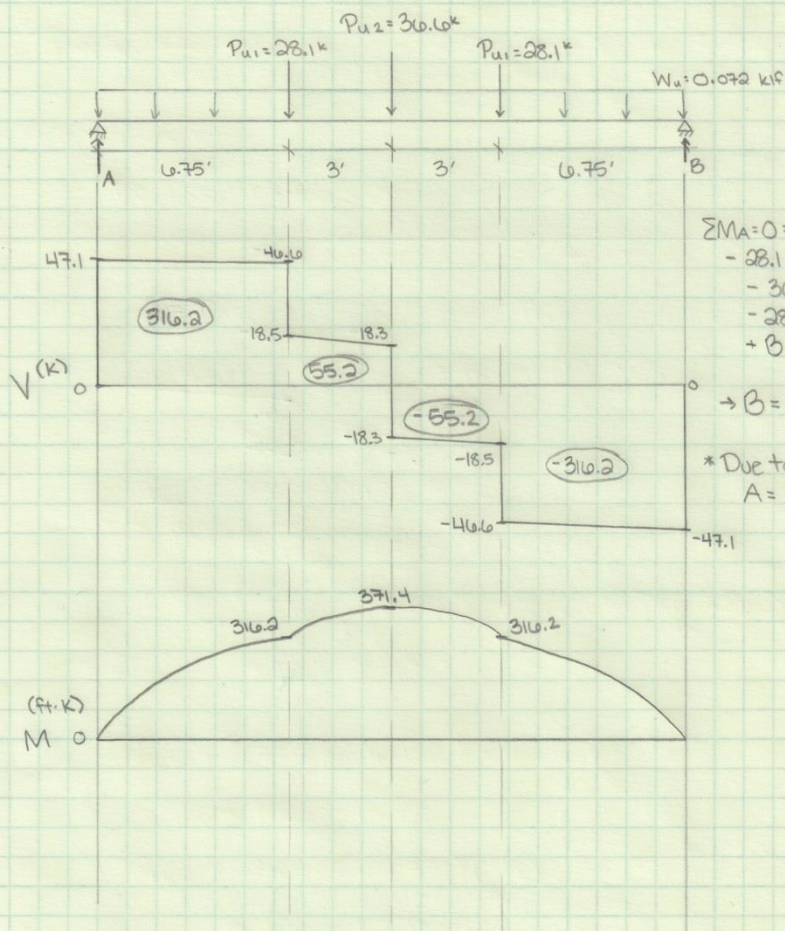 Pu2=36.6k
Pu1=28.1k Pu1=28.1k
Wu=0.072 klf
A 6.75' 3' 3' 6.75' B
ΣMA=0=
- 28.1
- 30
- 28
+ B
→ B =
* Due to
A =
47.1 46.6
316.2
18.5 18.3
55.2
V (K) 0 0
-55.2
-18.3 -18.5
-316.2
-46.6 -47.1
371.4
316.2 316.2
(ft·K)
M 0